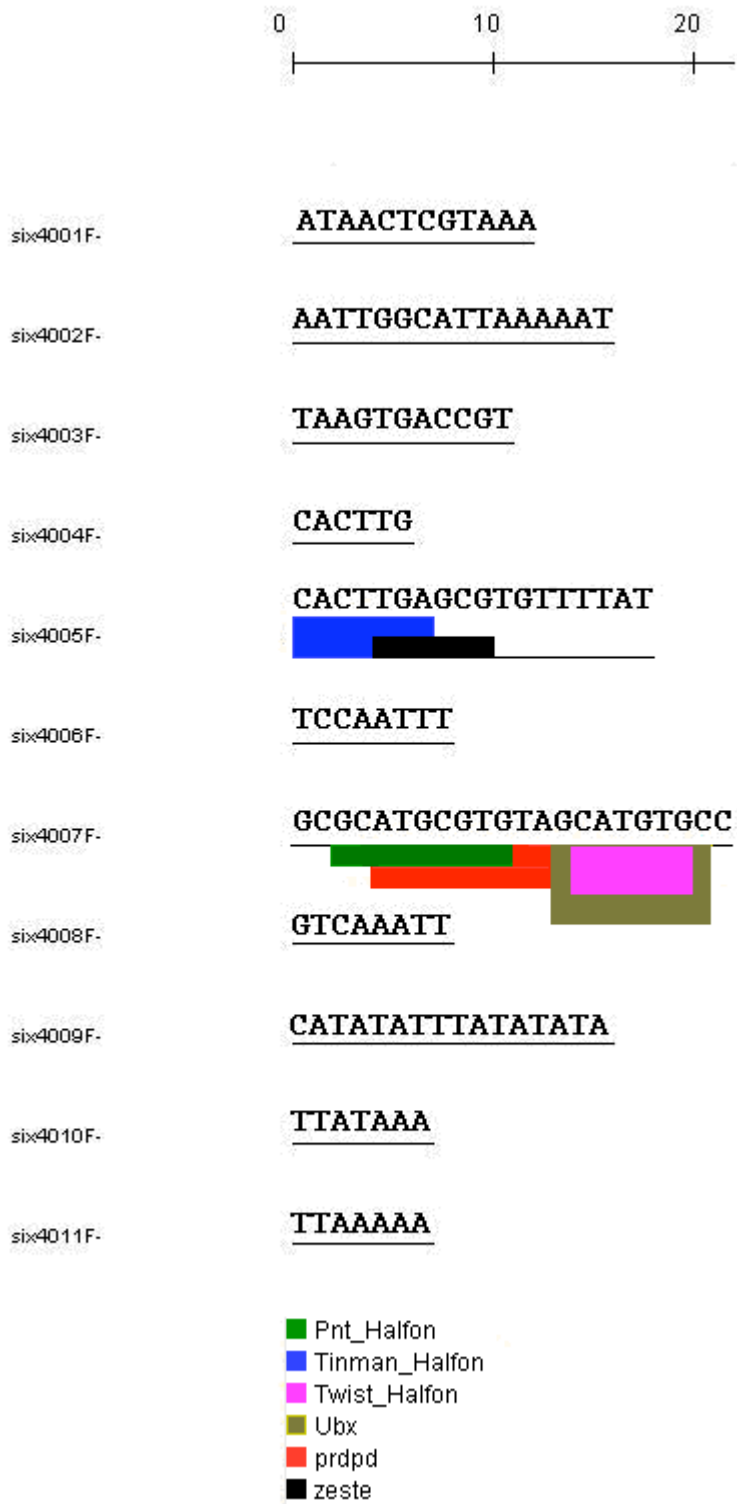 0 10 20
ATAACTCGTAAA
six4001F-
AATTGGCATTAAAAAT
six4002F-
TAAGTGACCGT
six4003F-
CACTTG
six4004F-
CACTTGAGCGTGTTTTAT
six4005F-
TCCAATTT
six4006F-
GCGCATGCGTGTAGCATGTGCC
six4007F-
GTCAAATT
six4008F-
CATATATTTATATATA
six4009F-
TTATAAA
six4010F-
TTAAAAA
six4011F-
Pnt_Halfon
Tinman_Halfon
Twist_Halfon
Ubx
prdpd
zeste